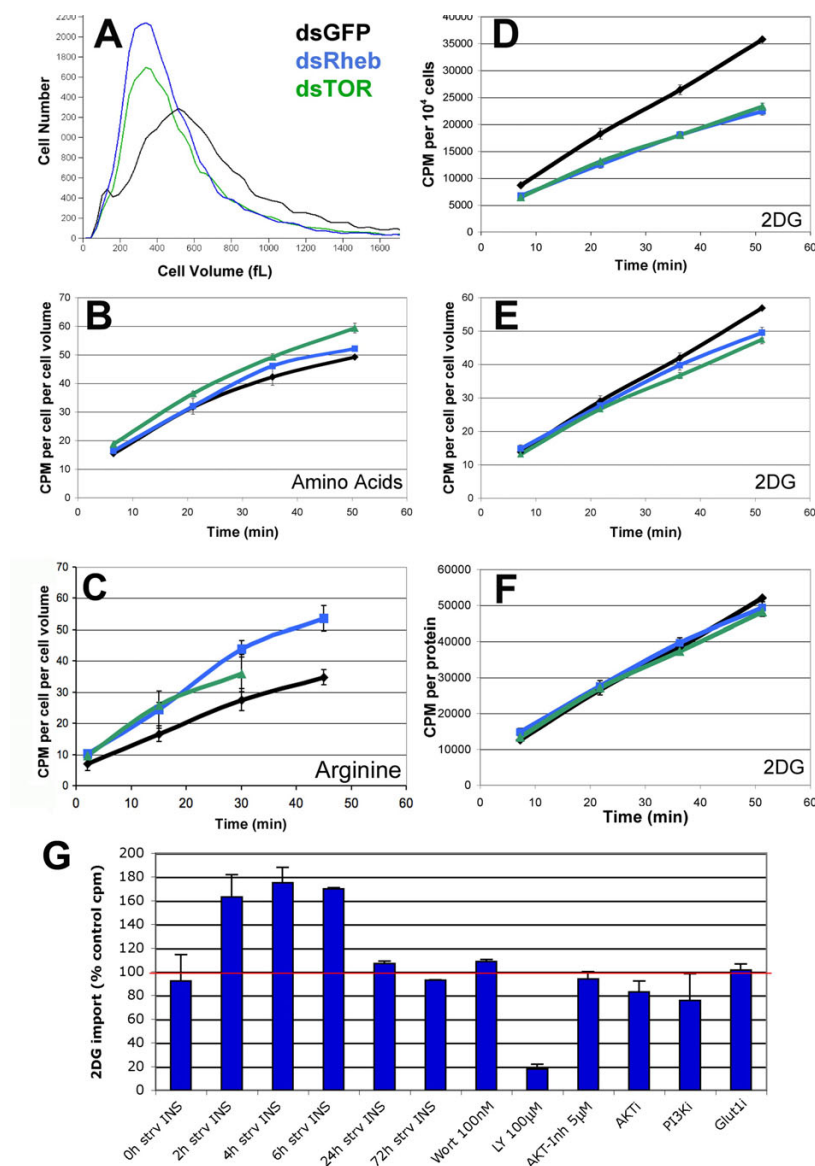 A
dsGFP
dsRheb
dsTOR
Cell Number
2200
2000
1800
1600
1400
1200
000
800
600
400
200
0
0 200 400 600 800 1000 1200 1400 1600
Cell Volume (fL)
D
CPM per 10⁴ cells
40000
35000
30000
25000
20000
15000
10000
5000
0
2DG
0 10 20 30 40 50 60
Time (min)
B
CPM per cell per cell volume
70
60
50
40
30
20
10
0
Amino Acids
0 10 20 30 40 50 60
Time (min)
E
CPM per cell per cell volume
60
50
40
30
20
10
0
2DG
0 10 20 30 40 50 60
Time (min)
C
CPM per cell per cell volume
70
60
50
40
30
20
10
0
Arginine
0 10 20 30 40 50 60
Time (min)
F
CPM per protein
60000
50000
40000
30000
20000
10000
0
2DG
0 10 20 30 40 50 60
Time (min)
G
2DG import (% control cpm)
200
180
160
140
120
100
80
60
40
20
0
0h strv INS
2h strv INS
4h strv INS
6h strv INS
24h strv INS
72h strv INS
Wort 100nM
LY 100µM
AKT-Inh 5µM
AKTi
PI3Ki
Glut1i